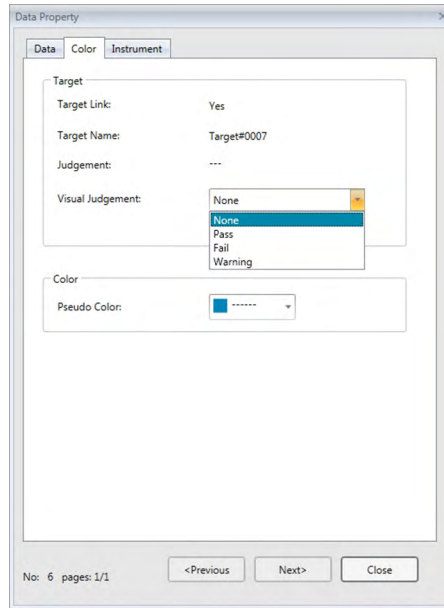 Data Property
Data Color Instrument
Target
Target Link: Yes
Target Name: Target#0007
Judgement: ---
Visual Judgement: None
None
Pass
Fail
Warning
Color
Pseudo Color: ------
No: 6 pages: 1/1 <Previous Next> Close